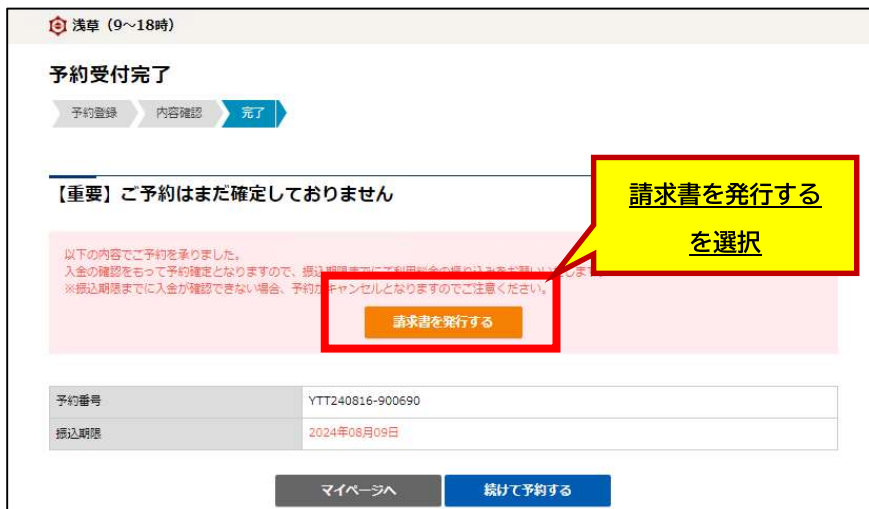 浅草（9～18時）
予約受付完了
予約登録 内容確認 完了
【重要】ご予約はまだ確定しておりません
請求書を発行する
を選択
以下の内容でご予約を承りました。
入金の確認をもって予約確定となりますので、振込期限までにご利用料金の振り込みをお願いいたします。
※振込期限までに入金が確認できない場合、予約がキャンセルとなりますのでご注意ください。
請求書を発行する
予約番号 YTT240816-900690
振込期限 2024年08月09日
マイページへ 続けて予約する